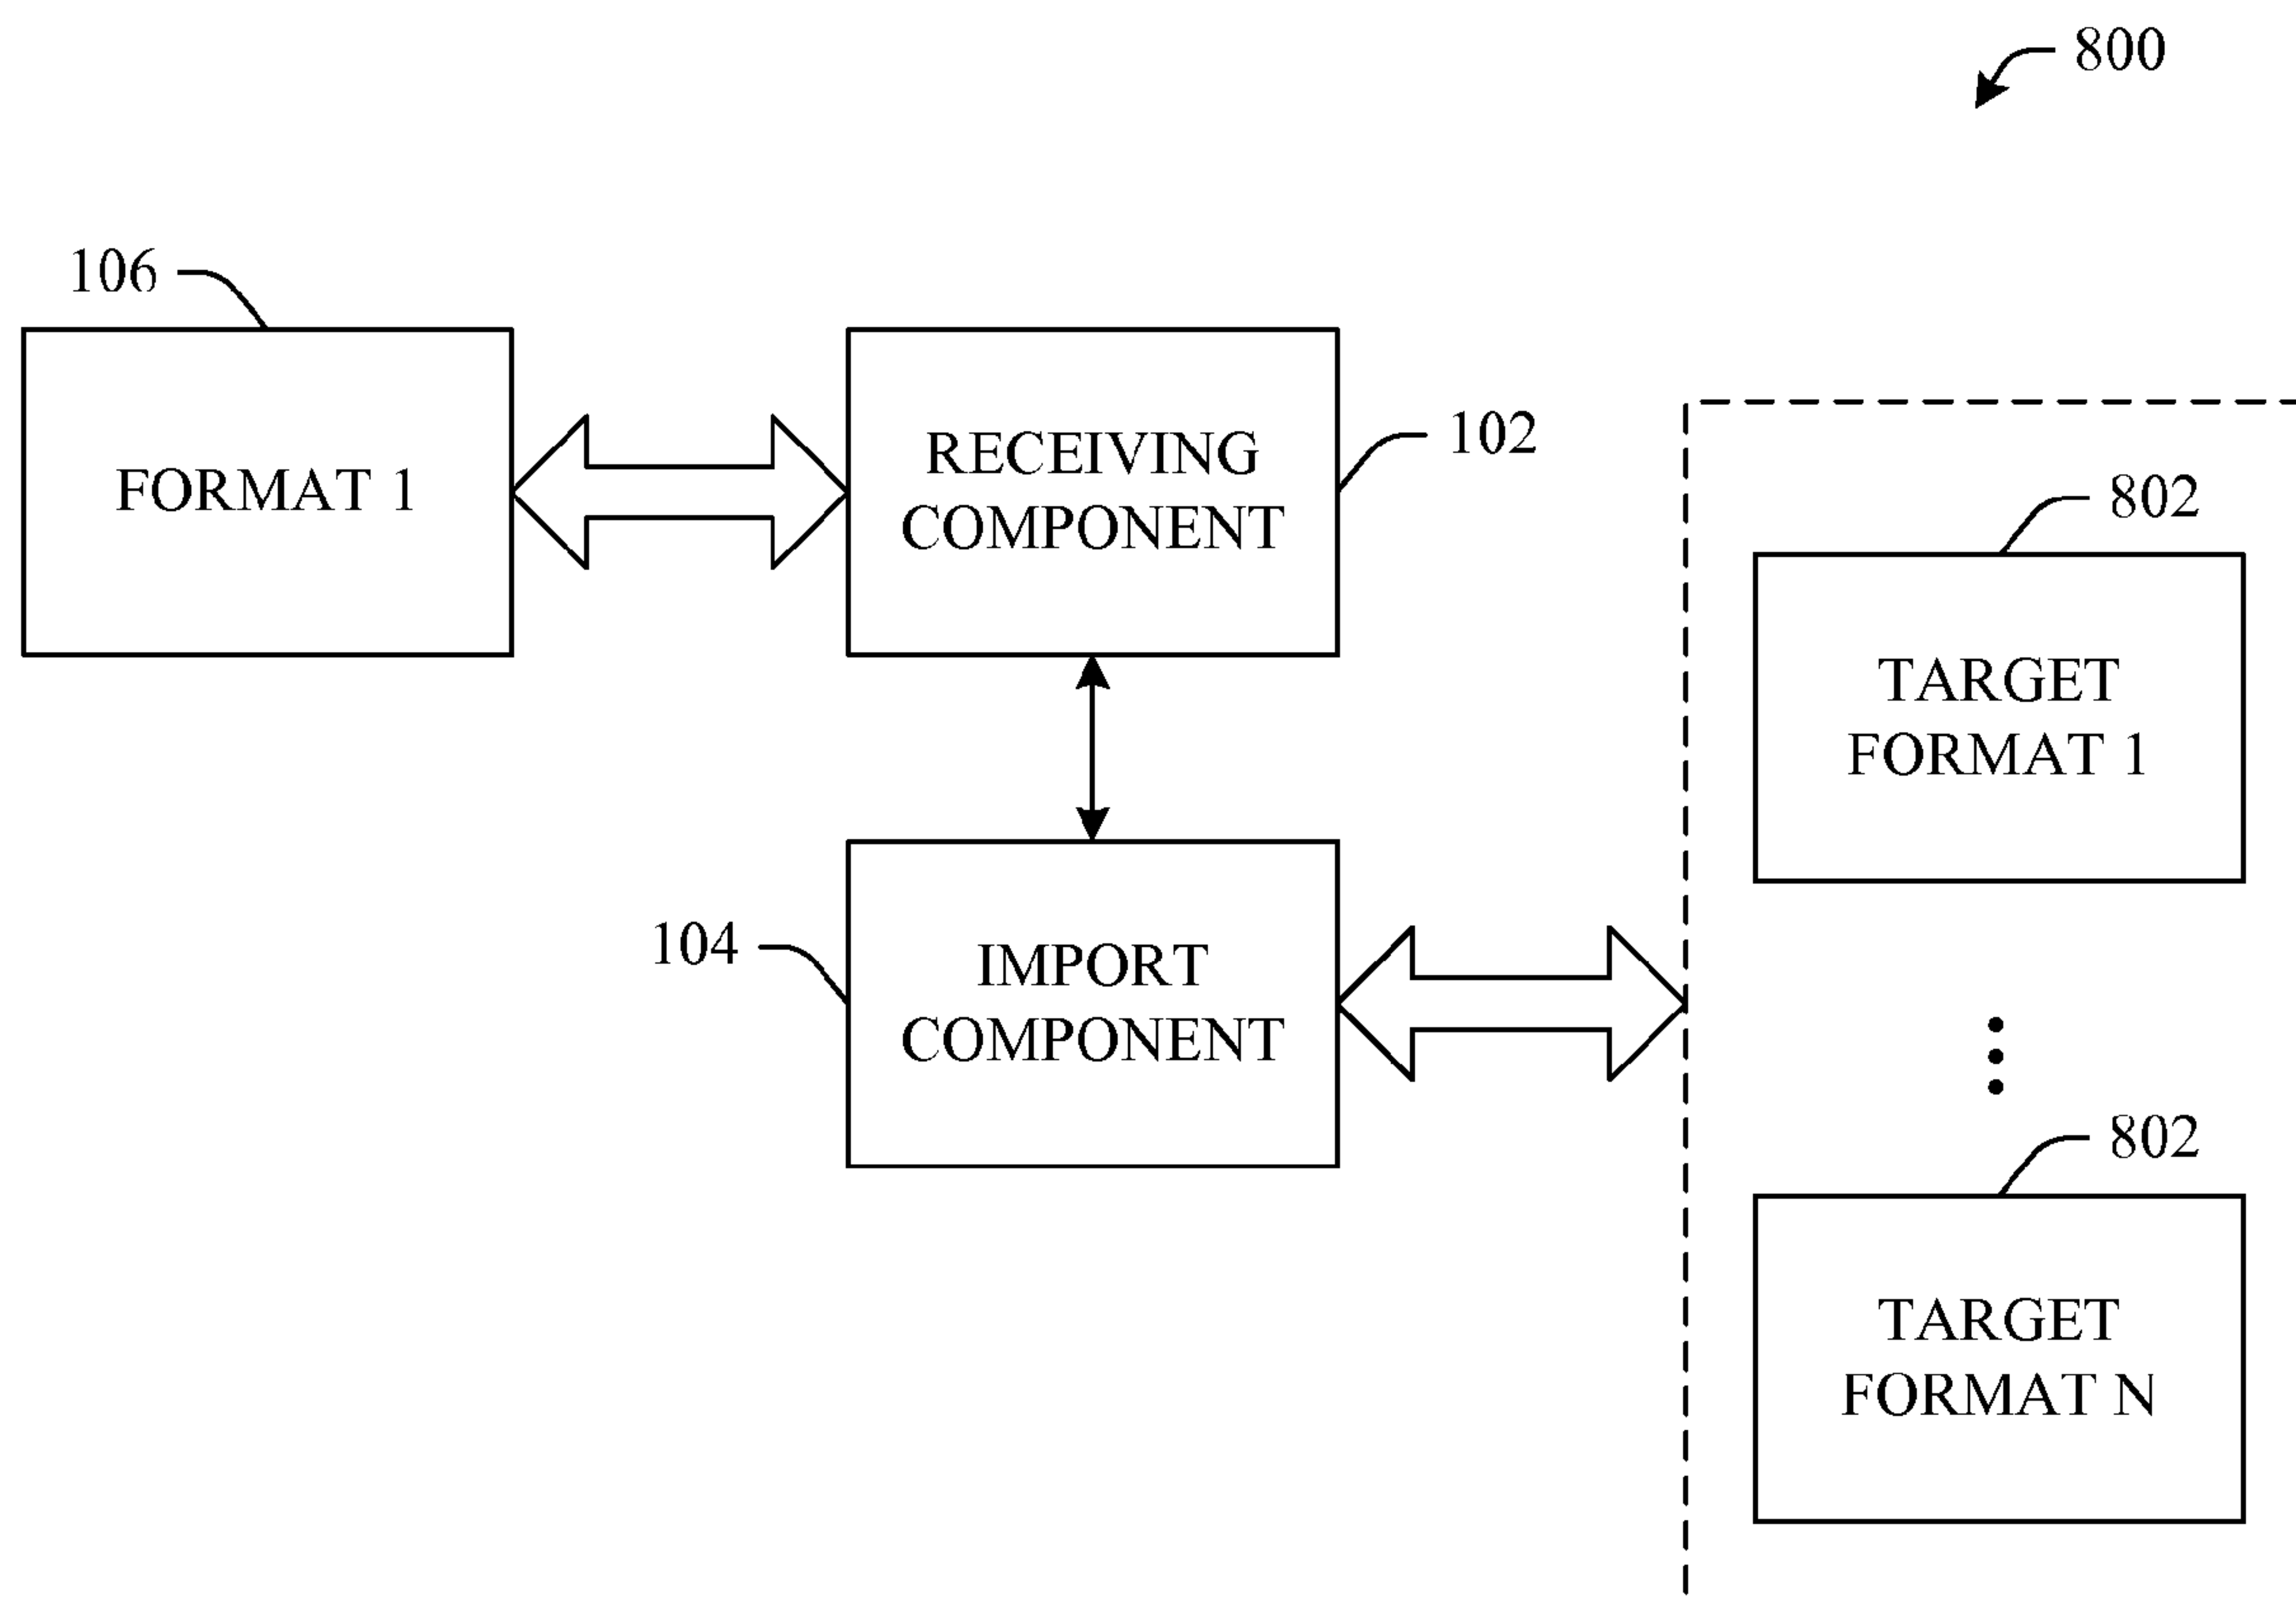 800
106
FORMAT 1
RECEIVING
COMPONENT
102
802
TARGET
FORMAT 1
104
IMPORT
COMPONENT
802
TARGET
FORMAT N